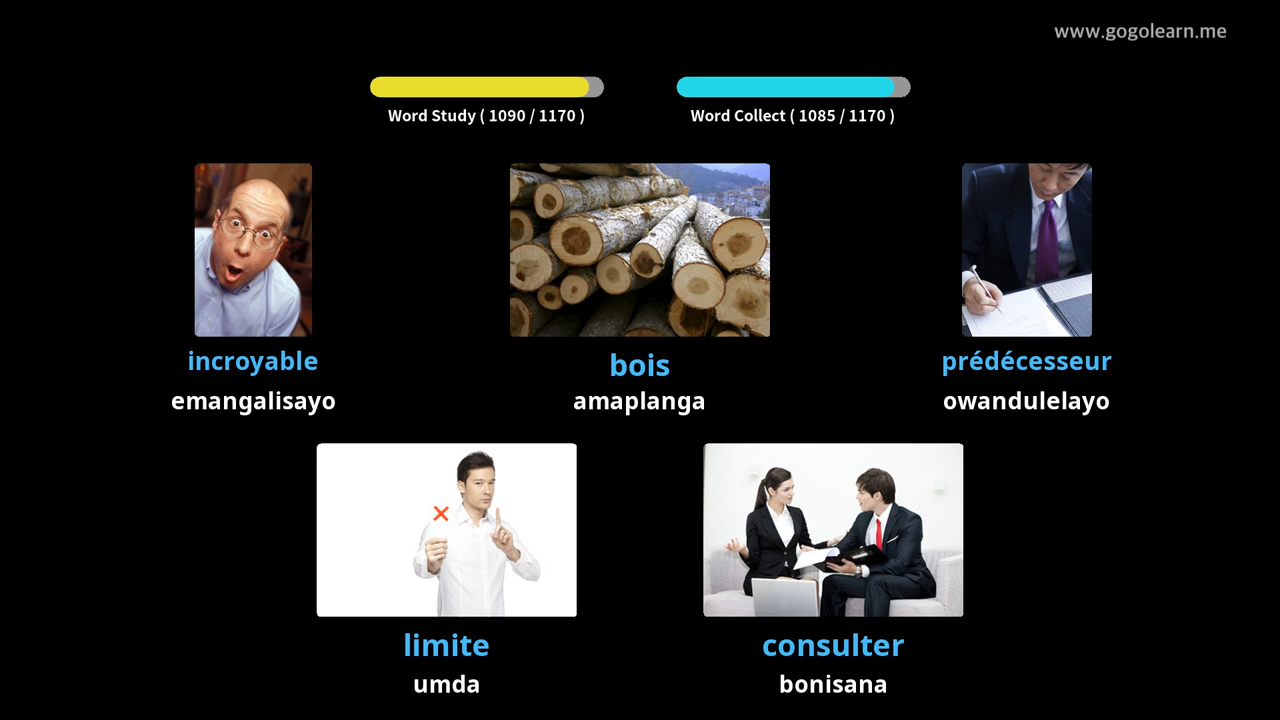 www.gogolearn.me
Word Study ( 1090 / 1170 )
Word Collect ( 1085 / 1170 )
incroyable
emangalisayo
bois
amaplanga
prédécesseur
owandulelayo
limite
umda
consulter
bonisana